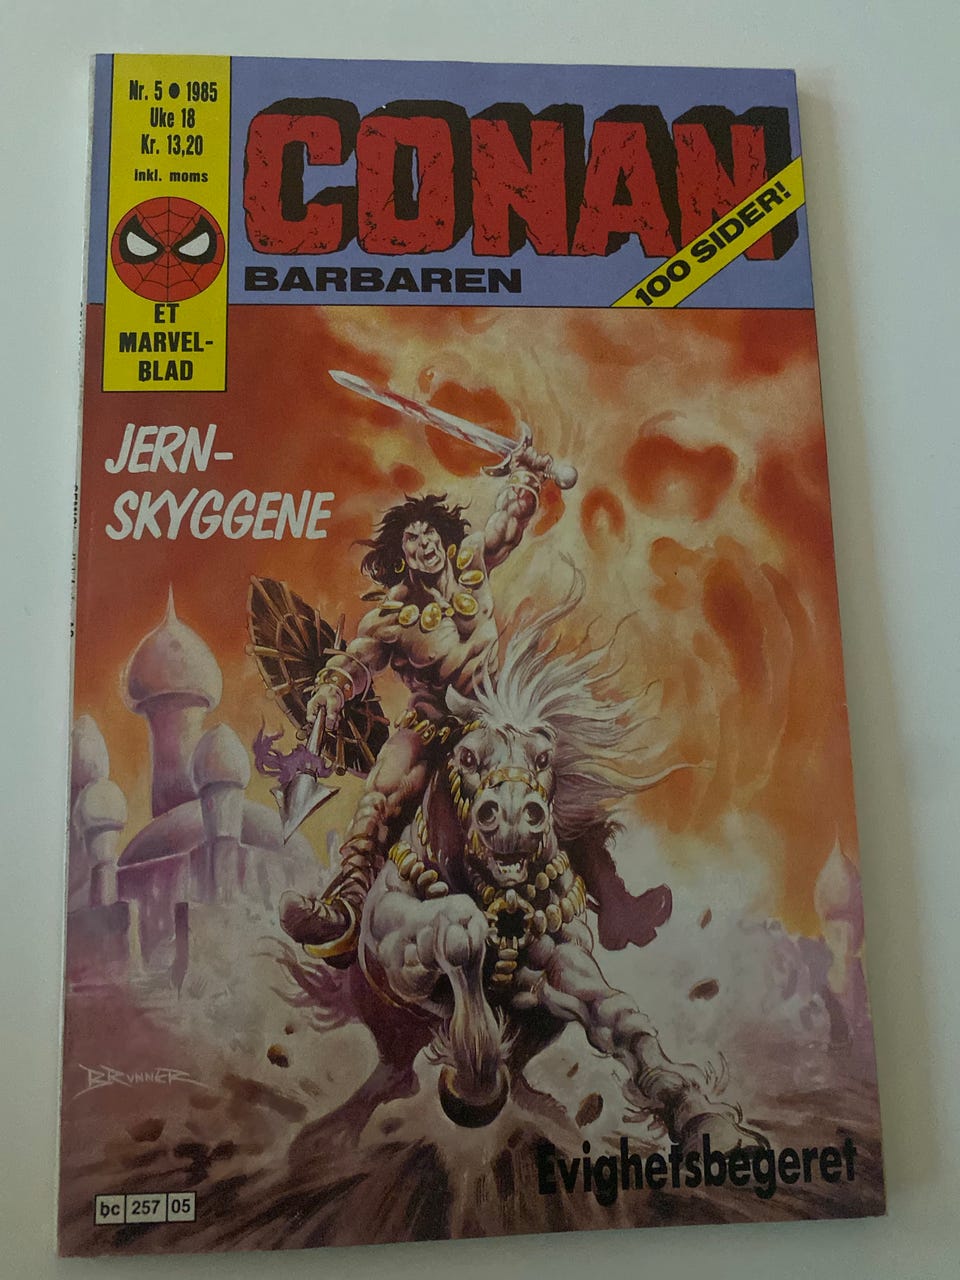 Nr. 5 ● 1985
Uke 18
Kr. 13,20
inkl. moms
ET
MARVEL-
BLAD
CONAN
BARBAREN
100 SIDER!
JERN-
SKYGGENE
BRUNNER
Evighetsbegeret
bc 257 05